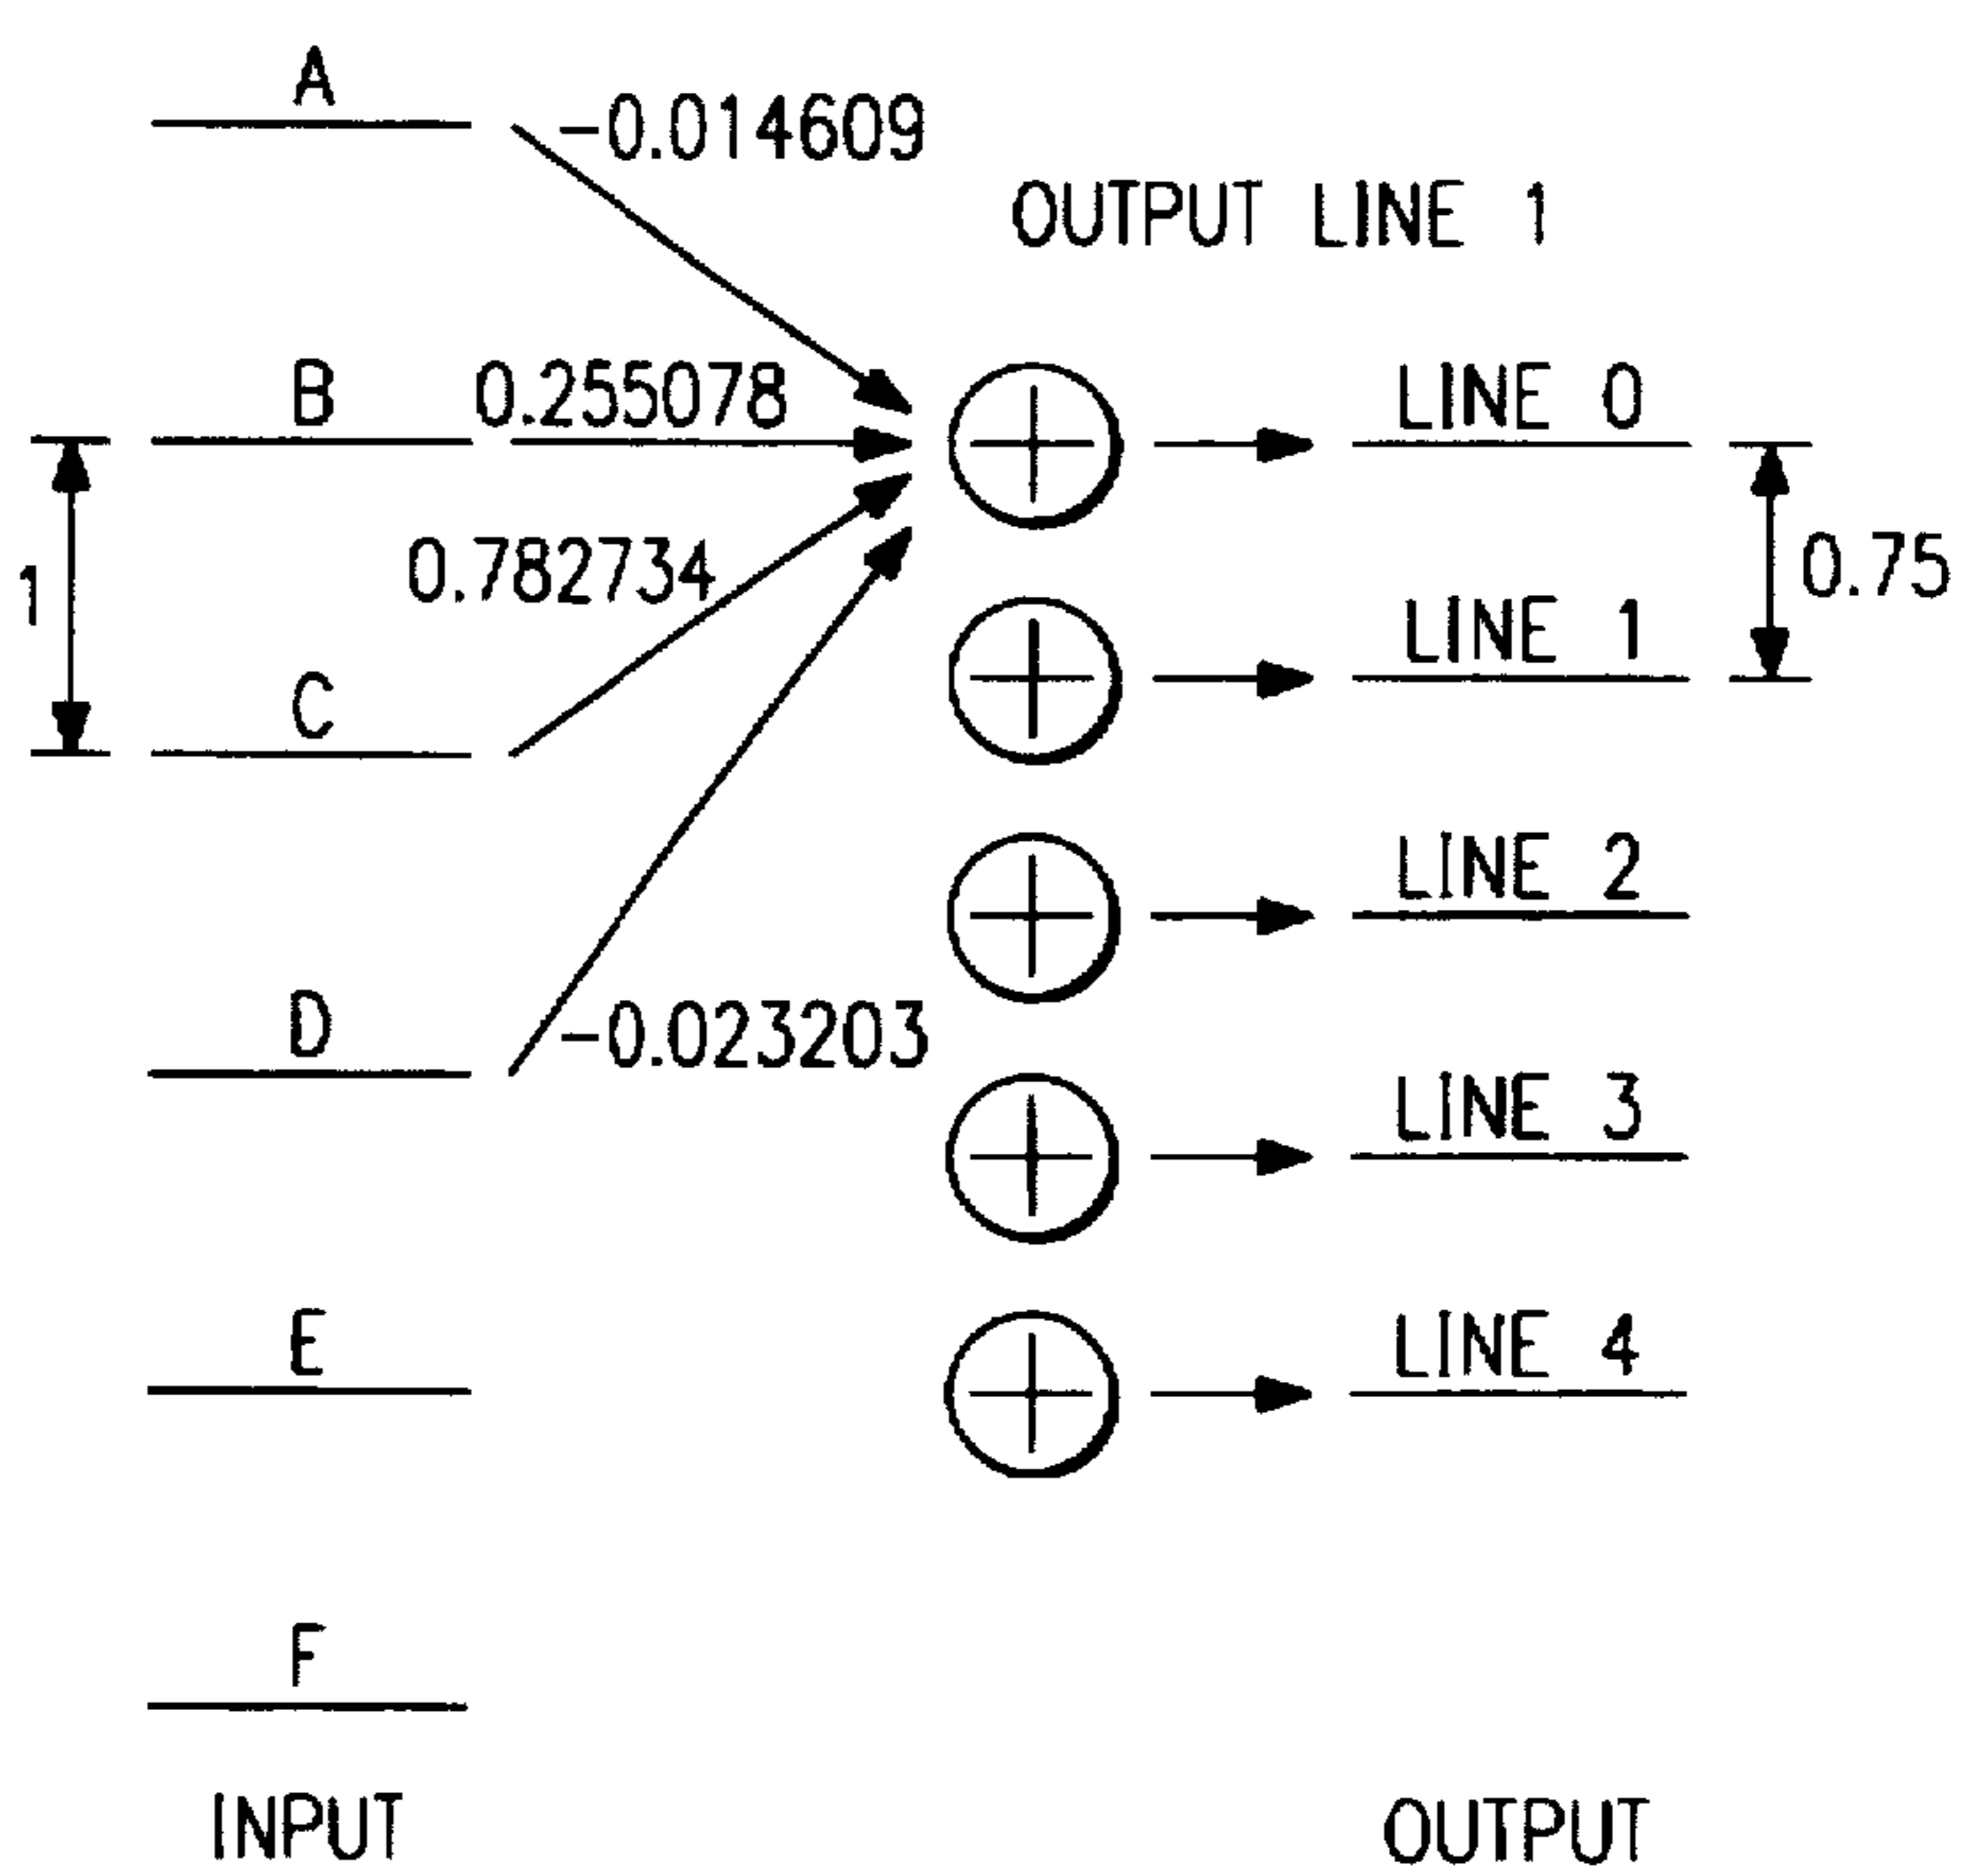 A
-0.014609
OUTPUT LINE 1
B
0.255078
LINE 0
1
0.782734
0.75
LINE 1
C
LINE 2
D
-0.023203
LINE 3
E
LINE 4
F
INPUT
OUTPUT